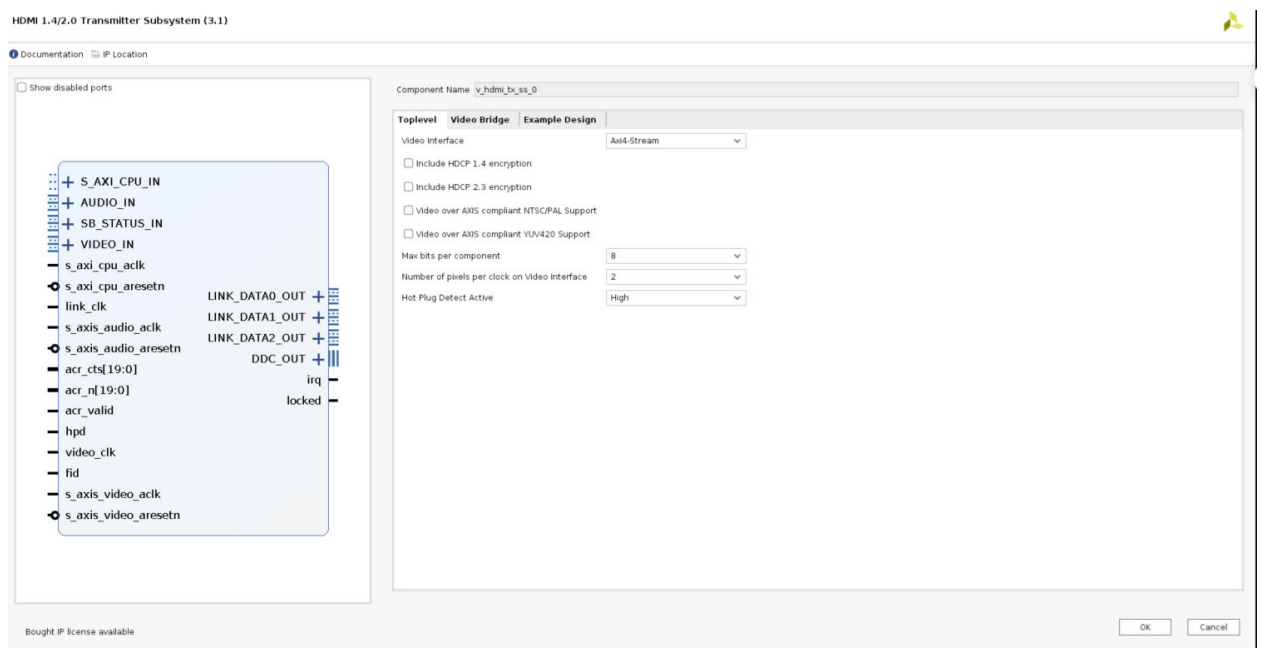 HDMI 1.4/2.0 Transmitter Subsystem (3.1)
Documentation IP Location
Show disabled ports
S_AXI_CPU_IN
AUDIO_IN
SB_STATUS_IN
VIDEO_IN
s_axi_cpu_aclk
s_axi_cpu_aresetn
link_clk
s_axis_audio_aclk
s_axis_audio_aresetn
acr_cts[19:0]
acr_n[19:0]
acr_valid
hpd
video_clk
fid
s_axis_video_aclk
s_axis_video_aresetn
LINK_DATA0_OUT
LINK_DATA1_OUT
LINK_DATA2_OUT
DDC_OUT
irq
locked
Component Name v_hdmi_tx_ss_0
Toplevel Video Bridge Example Design
Video Interface Axi4-Stream
Include HDCP 1.4 encryption
Include HDCP 2.3 encryption
Video over AXIS compliant NTSC/PAL Support
Video over AXIS compliant YUV420 Support
Max bits per component 8
Number of pixels per clock on Video Interface 2
Hot Plug Detect Active High
Bought IP license available
OK Cancel